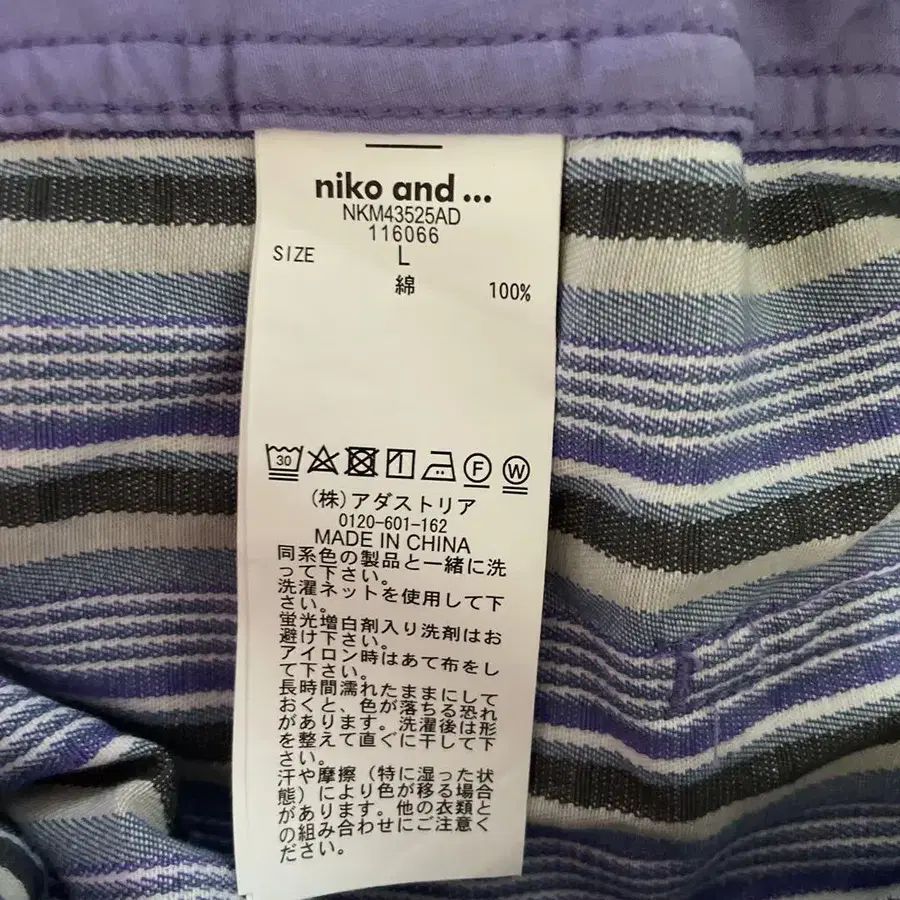 niko and ...
NKM43525AD
116066
SIZE L
綿 100%
30 F W
(株)アダストリア
0120-601-162
MADE IN CHINA
同系色の製品と一緒に洗
って下さい。
洗濯ネットを使用して下
さい。
蛍光増白剤入り洗剤はお
避け下さい。
アイロン時はあて布をし
て下さい。
長時間濡れたままにして
おくと、色が落ちる恐れ
があります。洗濯後は形
を整えて直ぐに干して下
さい。
汗や摩擦(特に湿った状
態)により色が移る場合
があります。他の衣類と
の組み合わせにご注意く
ださい。